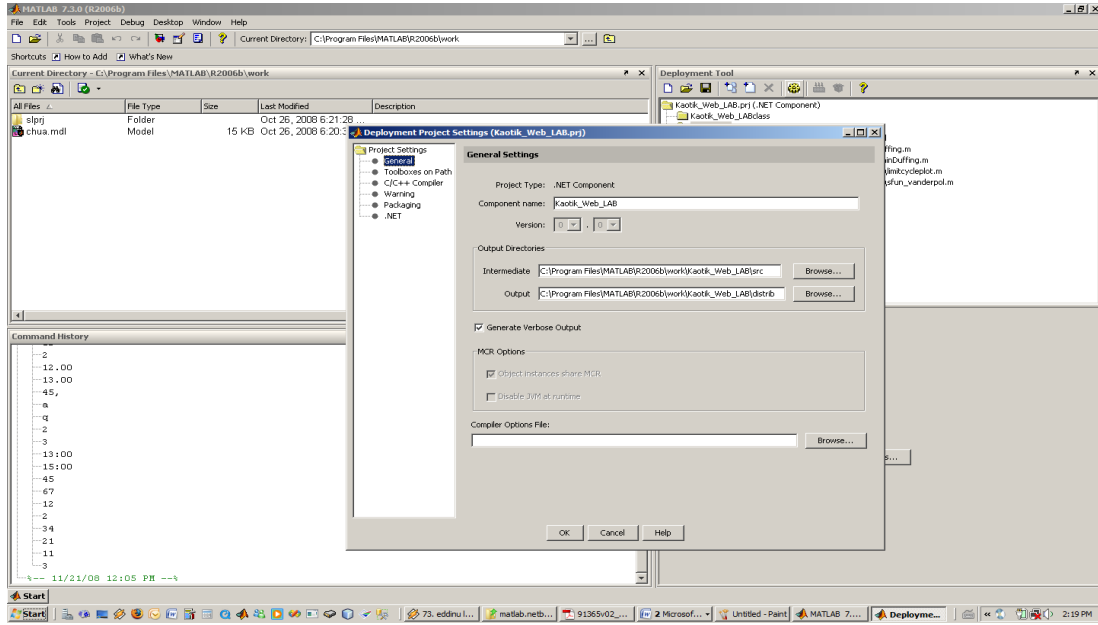 MATLAB 7.3.0 (R2006b)
File Edit Tools Project Debug Desktop Window Help
Current Directory: C:\Program Files\MATLAB\R2006b\work
Shortcuts How to Add What's New
Current Directory - C:\Program Files\MATLAB\R2006b\work
All Files File Type Size Last Modified Description
slprj Folder Oct 26, 2008 6:21:28 ...
chua.mdl Model 15 KB Oct 26, 2008 6:20:3
Command History
2
12.00
13.00
45,
a
q
2
3
13:00
15:00
45
67
12
2
34
21
11
3
%-- 11/21/08 12:05 PM --%
Deployment Tool
Kaotik_Web_LAB.prj (.NET Component)
Kaotik_Web_LABclass
ffing.m
inDuffing.m
\limitcycleplot.m
\sfun_vanderpol.m
s...
Deployment Project Settings (Kaotik_Web_LAB.prj)
Project Settings
General
Toolboxes on Path
C/C++ Compiler
Warning
Packaging
.NET
General Settings
Project Type: .NET Component
Component name: Kaotik_Web_LAB
Version: 0 . 0
Output Directories
Intermediate C:\Program Files\MATLAB\R2006b\work\Kaotik_Web_LAB\src Browse...
Output C:\Program Files\MATLAB\R2006b\work\Kaotik_Web_LAB\distrib Browse...
Generate Verbose Output
MCR Options
Object instances share MCR
Disable JVM at runtime
Compiler Options File:
Browse...
OK Cancel Help
Start
Start 73. eddinu l... matlab.netb... 91365v02_... 2 Microsof... Untitled - Paint MATLAB 7.... Deployme... 2:19 PM